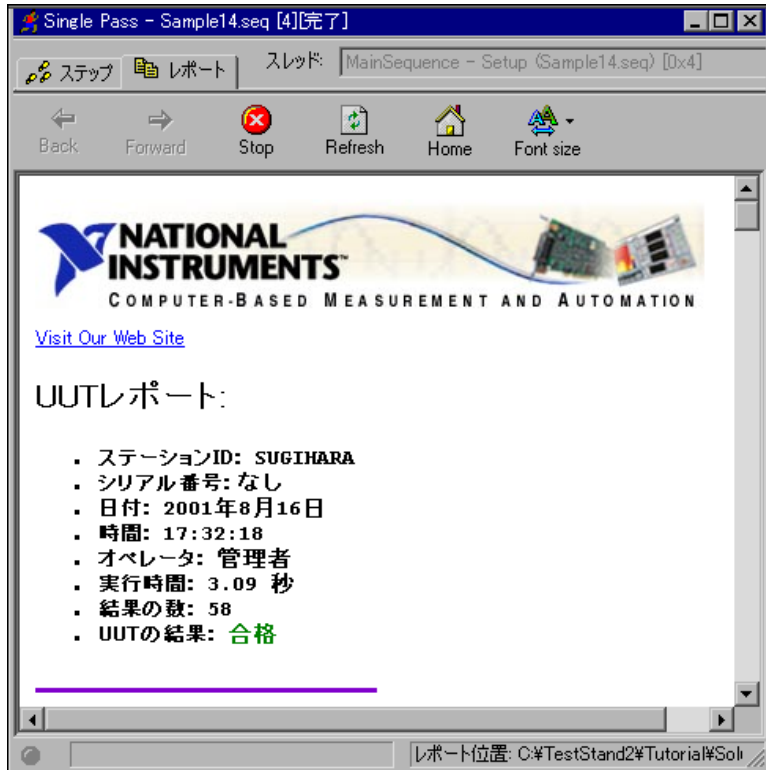 Single Pass - Sample14.seq [4][完了]
ステップ レポート スレッド: MainSequence - Setup (Sample14.seq) [0x4]
Back Forward Stop Refresh Home Font size
NATIONAL
INSTRUMENTS™
COMPUTER-BASED MEASUREMENT AND AUTOMATION
Visit Our Web Site
UUTレポート:
. ステーションID: SUGIHARA
. シリアル番号: なし
. 日付: 2001年8月16日
. 時間: 17:32:18
. オペレータ: 管理者
. 実行時間: 3.09 秒
. 結果の数: 58
. UUTの結果: 合格
レポート位置: C:¥TestStand2¥Tutorial¥Solu